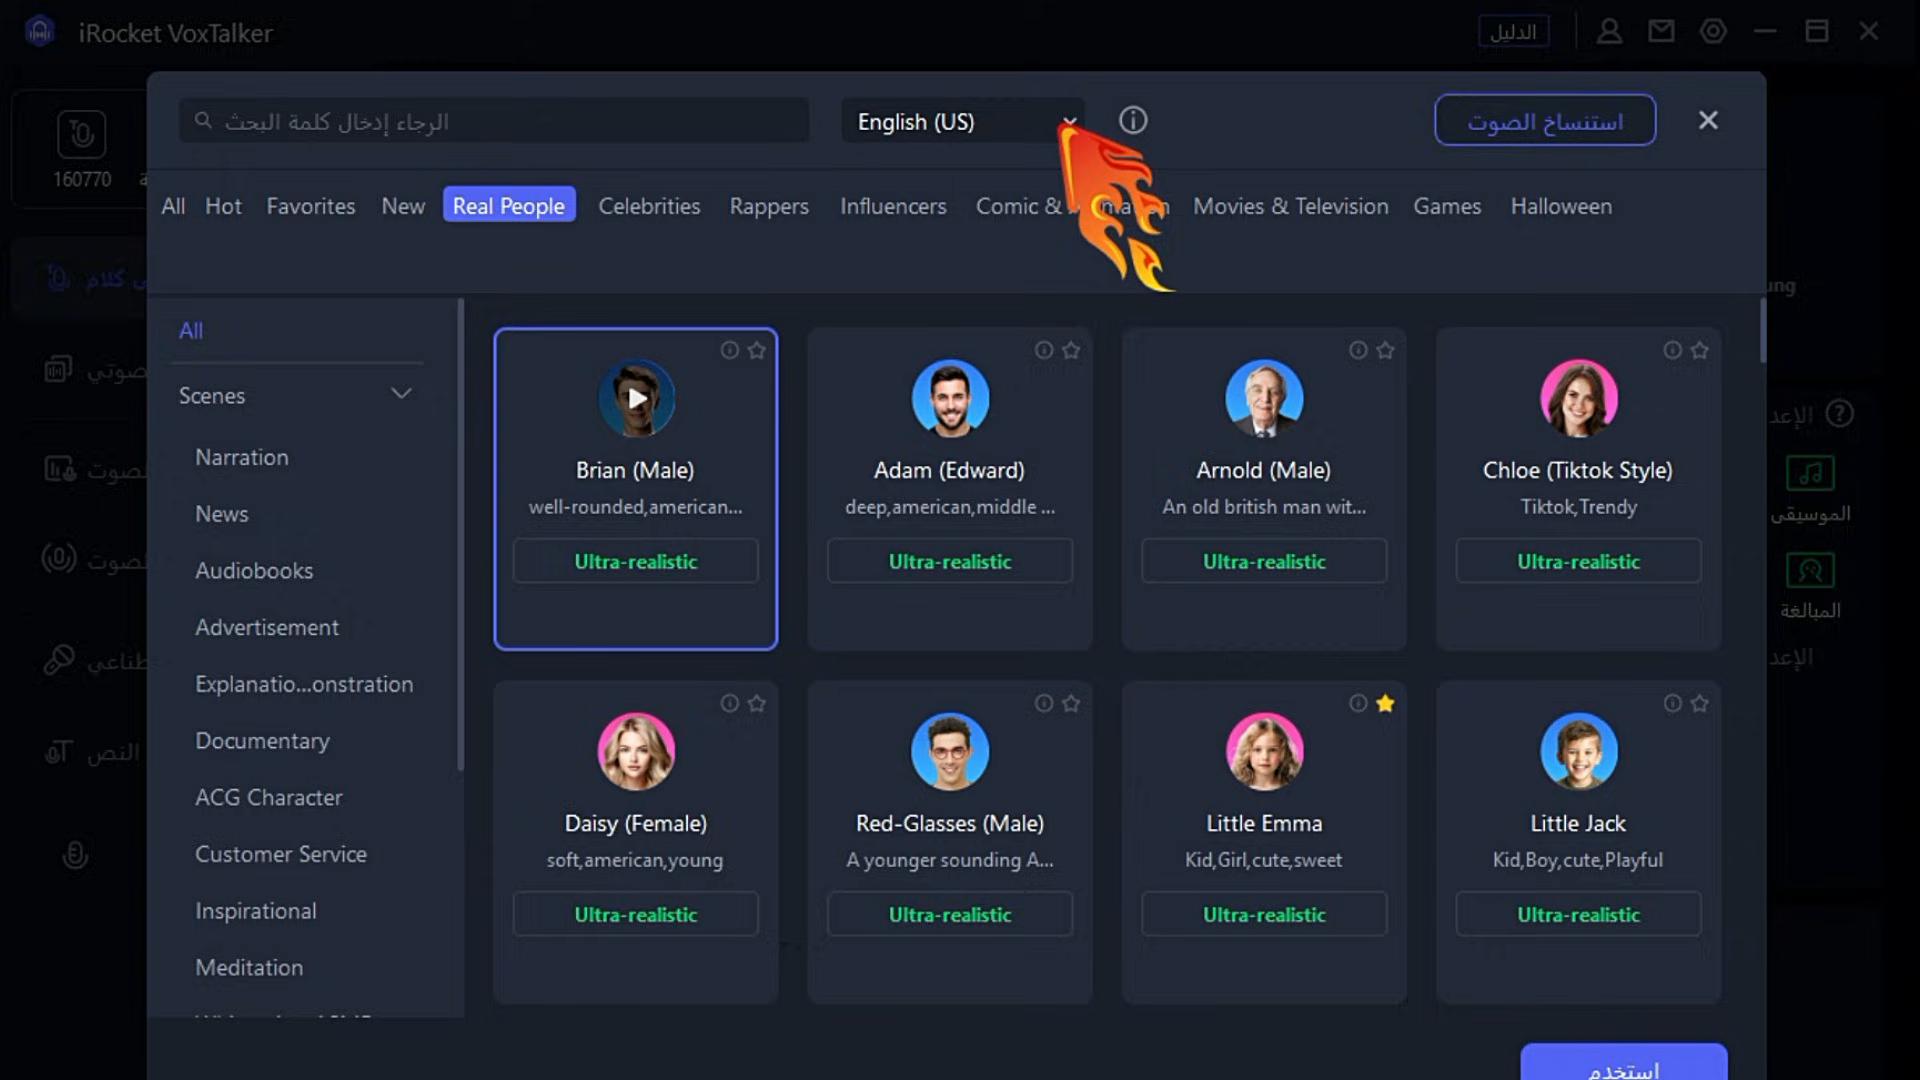 iRocket VoxTalker
الدليل
الرجاء إدخال كلمة البحث
English (US)
استنساخ الصوت
160770
All Hot Favorites New Real People Celebrities Rappers Influencers Comic & Movies & Television Games Halloween
كلام
صوتي
النص
All
Scenes
Narration
News
Audiobooks
Advertisement
Explanatio...onstration
Documentary
ACG Character
Customer Service
Inspirational
Meditation
Brian (Male)
well-rounded,american...
Ultra-realistic
Adam (Edward)
deep,american,middle ...
Ultra-realistic
Arnold (Male)
An old british man wit...
Ultra-realistic
Chloe (Tiktok Style)
Tiktok,Trendy
Ultra-realistic
Daisy (Female)
soft,american,young
Ultra-realistic
Red-Glasses (Male)
A younger sounding A...
Ultra-realistic
Little Emma
Kid,Girl,cute,sweet
Ultra-realistic
Little Jack
Kid,Boy,cute,Playful
Ultra-realistic
الموسيقى
المبالغة
استخدم